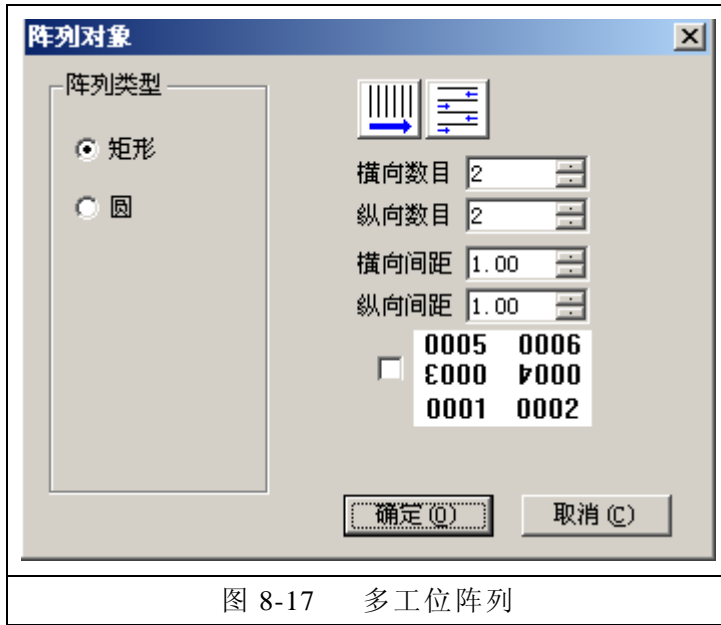 阵列对象
阵列类型
矩形
圆
横向数目 2
纵向数目 2
横向间距 1.00
纵向间距 1.00
0005 0006
0003 0004
0001 0002
确定(O) 取消(C)
图 8-17 多工位阵列